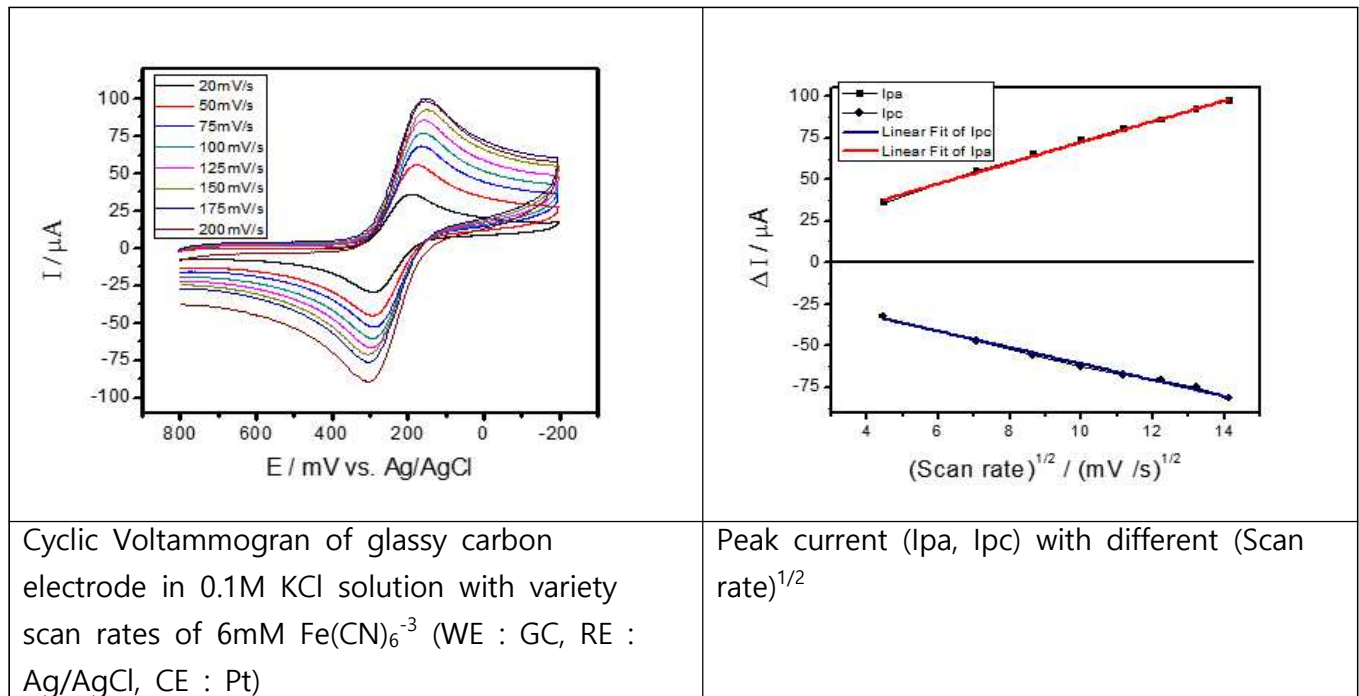 20mV/s
50mV/s
75mV/s
100mV/s
125mV/s
150mV/s
175mV/s
200mV/s
100
75
50
25
0
-25
-50
-75
-100
I / μA
800 600 400 200 0 -200
E / mV vs. Ag/AgCl
Ipa
Ipc
Linear Fit of Ipc
Linear Fit of Ipa
100
75
50
25
0
-25
-50
-75
Δ I / μA
4 6 8 10 12 14
(Scan rate)^1/2 / (mV /s)^1/2
Cyclic Voltammogran of glassy carbon
electrode in 0.1M KCl solution with variety
scan rates of 6mM Fe(CN)₆⁻³ (WE : GC, RE :
Ag/AgCl, CE : Pt)
Peak current (Ipa, Ipc) with different (Scan
rate)^1/2